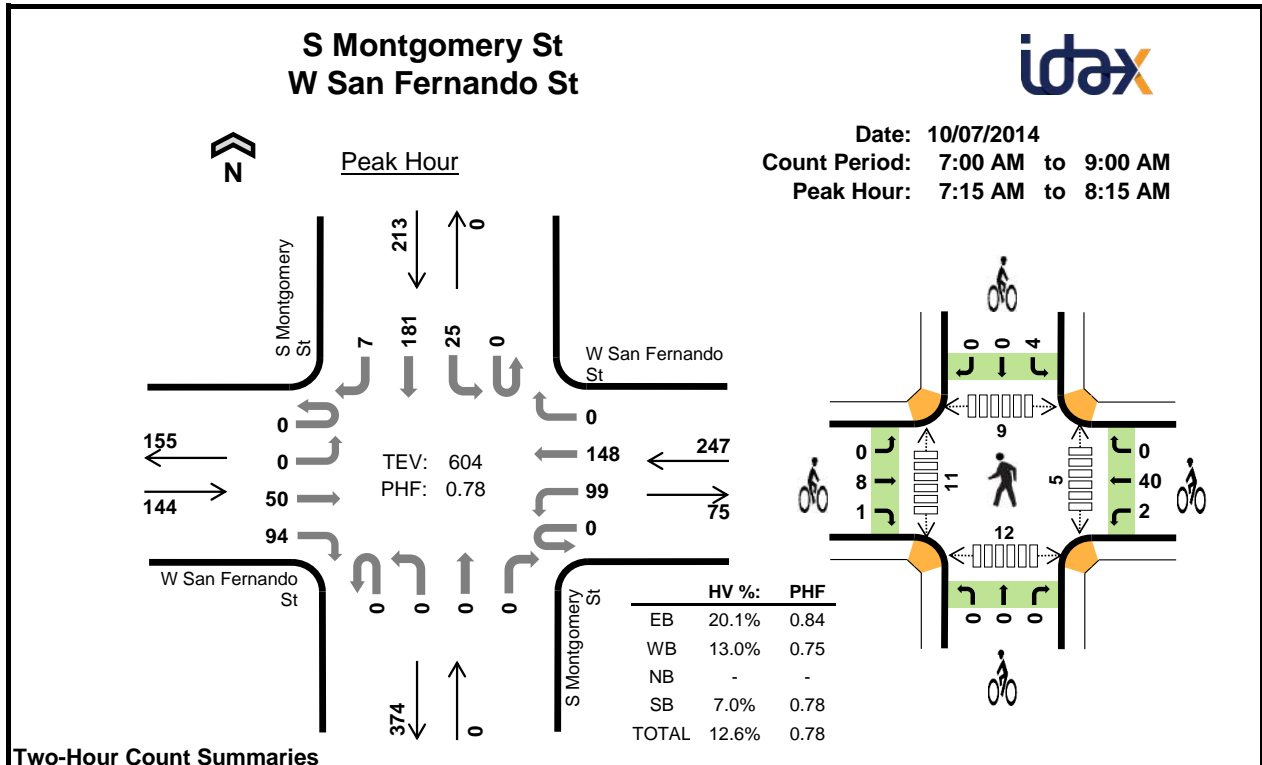 S Montgomery St
W San Fernando St
idax
N
Peak Hour
Date: 10/07/2014
Count Period: 7:00 AM to 9:00 AM
Peak Hour: 7:15 AM to 8:15 AM
S Montgomery
St
213
0
7
181
25
0
W San Fernando
St
155
144
0
0
50
94
TEV: 604
PHF: 0.78
0
148
99
0
247
75
W San Fernando
St
0
0
0
0
374
0
S Montgomery
St
HV %: PHF
EB 20.1% 0.84
WB 13.0% 0.75
NB - -
SB 7.0% 0.78
TOTAL 12.6% 0.78
0
0
4
9
0
8
1
11
5
0
40
2
12
0
0
0
Two-Hour Count Summaries